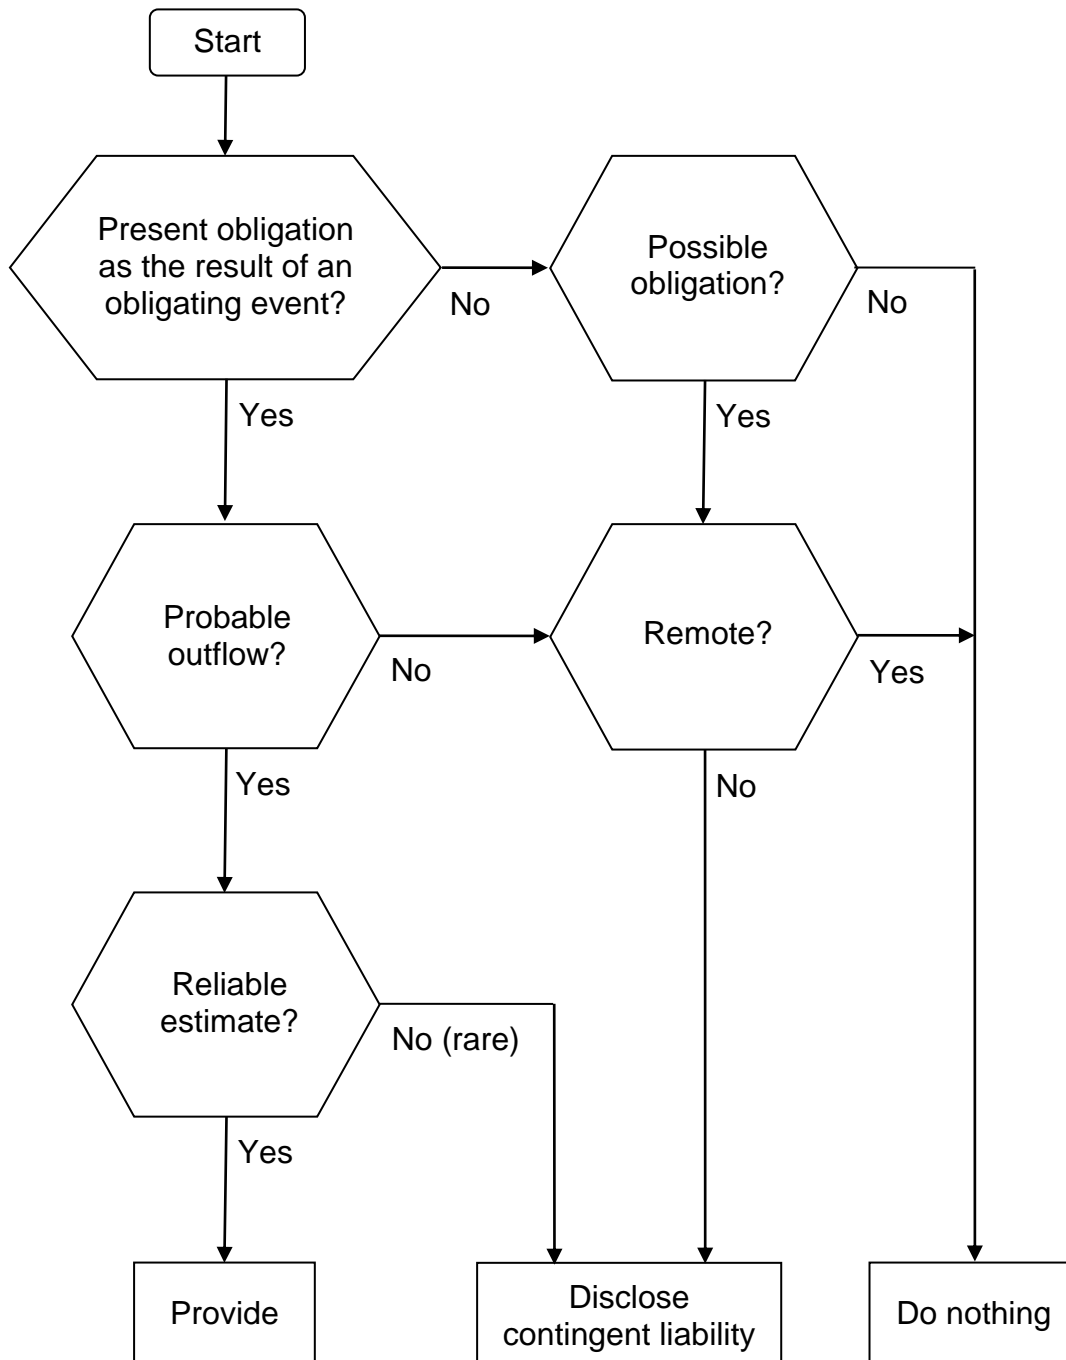 Start
Present obligation
as the result of an
obligating event?
No
Possible
obligation?
No
Yes
Yes
Probable
outflow?
No
Remote?
Yes
Yes
No
Reliable
estimate?
No (rare)
Yes
Provide
Disclose
contingent liability
Do nothing